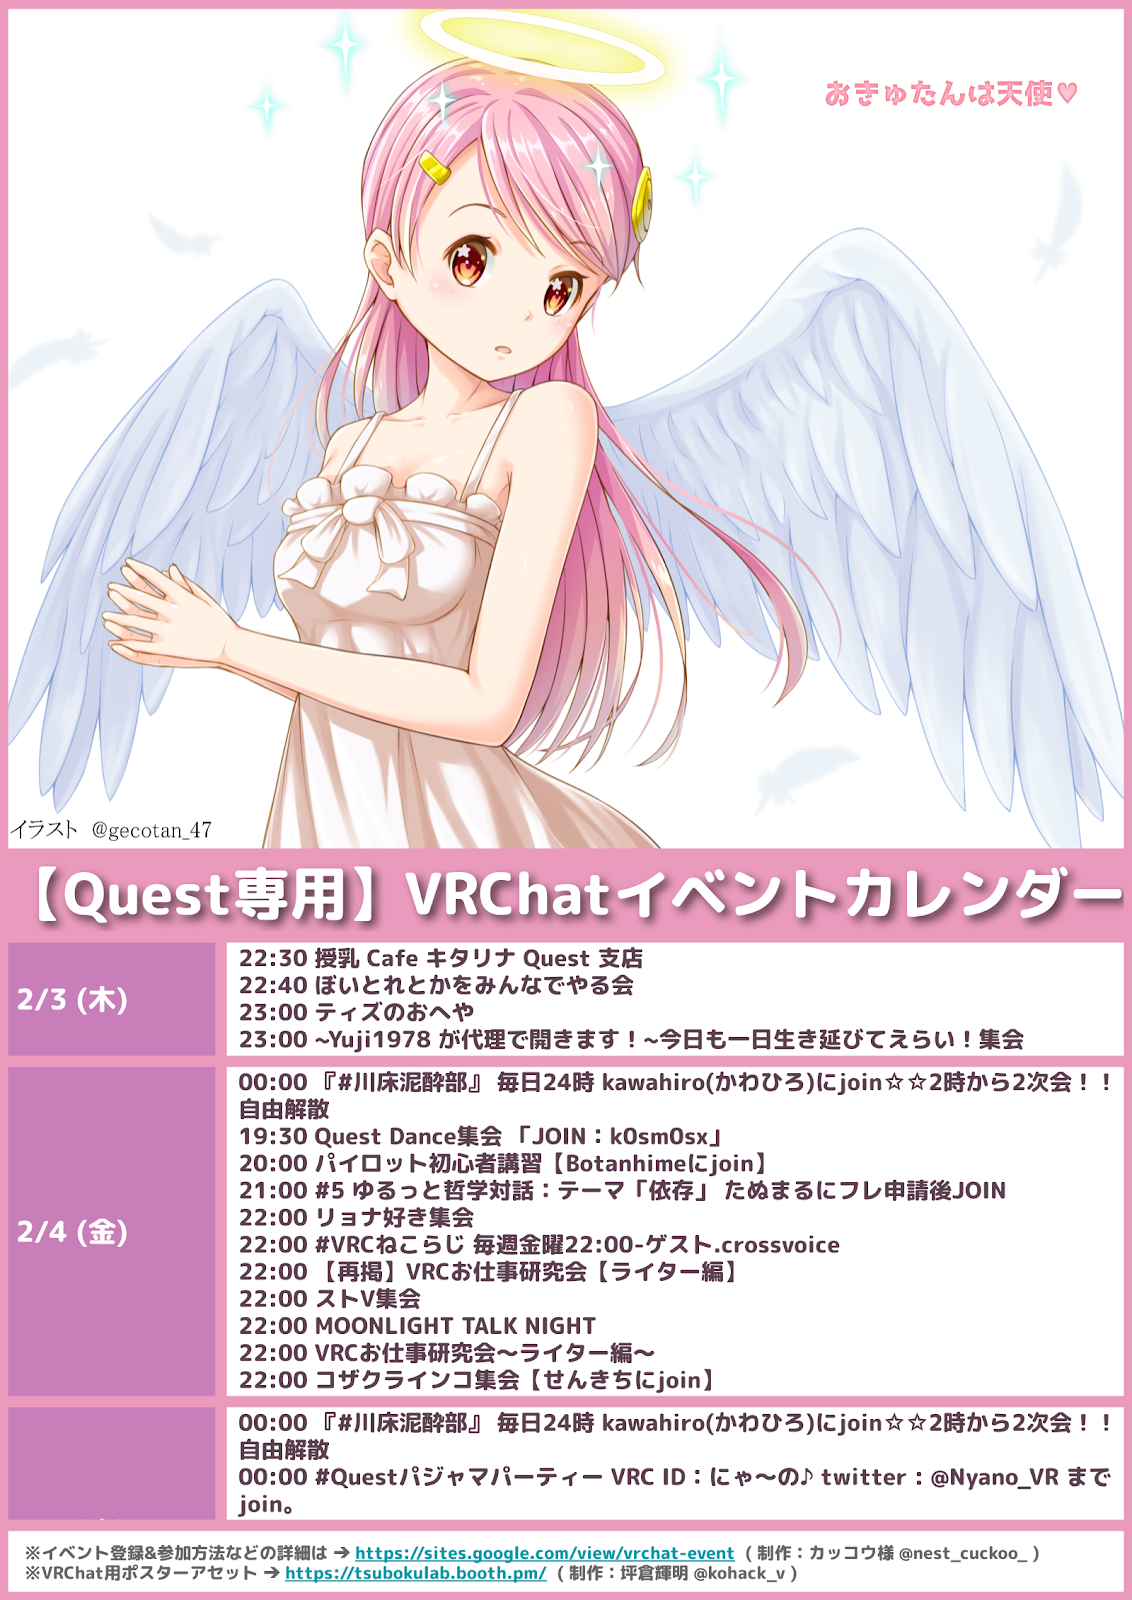 おきゅたんは天使♥
イラスト @gecotan_47
【Quest専用】VRChatイベントカレンダー
2/3 (木)
22:30 授乳 Cafe キタリナ Quest 支店
22:40 ぼいとれとかをみんなでやる会
23:00 ティズのおへや
23:00 ~Yuji1978 が代理で開きます！~今日も一日生き延びてえらい！集会
2/4 (金)
00:00 『#川床泥酔部』 毎日24時 kawahiro(かわひろ)にjoin☆☆2時から2次会！！
自由解散
19:30 Quest Dance集会 「JOIN：k0sm0sx」
20:00 パイロット初心者講習【Botanhimeにjoin】
21:00 #5 ゆるっと哲学対話：テーマ「依存」 たぬまるにフレ申請後JOIN
22:00 リョナ好き集会
22:00 #VRCねこらじ 毎週金曜22:00-ゲスト.crossvoice
22:00 【再掲】VRCお仕事研究会【ライター編】
22:00 ストV集会
22:00 MOONLIGHT TALK NIGHT
22:00 VRCお仕事研究会～ライター編～
22:00 コザクラインコ集会【せんきちにjoin】
00:00 『#川床泥酔部』 毎日24時 kawahiro(かわひろ)にjoin☆☆2時から2次会！！
自由解散
00:00 #Questパジャマパーティー VRC ID：にゃ～の♪ twitter : @Nyano_VR まで
join。
※イベント登録&参加方法などの詳細は → https://sites.google.com/view/vrchat-event ( 制作：カッコウ様 @nest_cuckoo_ )
※VRChat用ポスターアセット → https://tsubokulab.booth.pm/ ( 制作：坪倉輝明 @kohack_v )